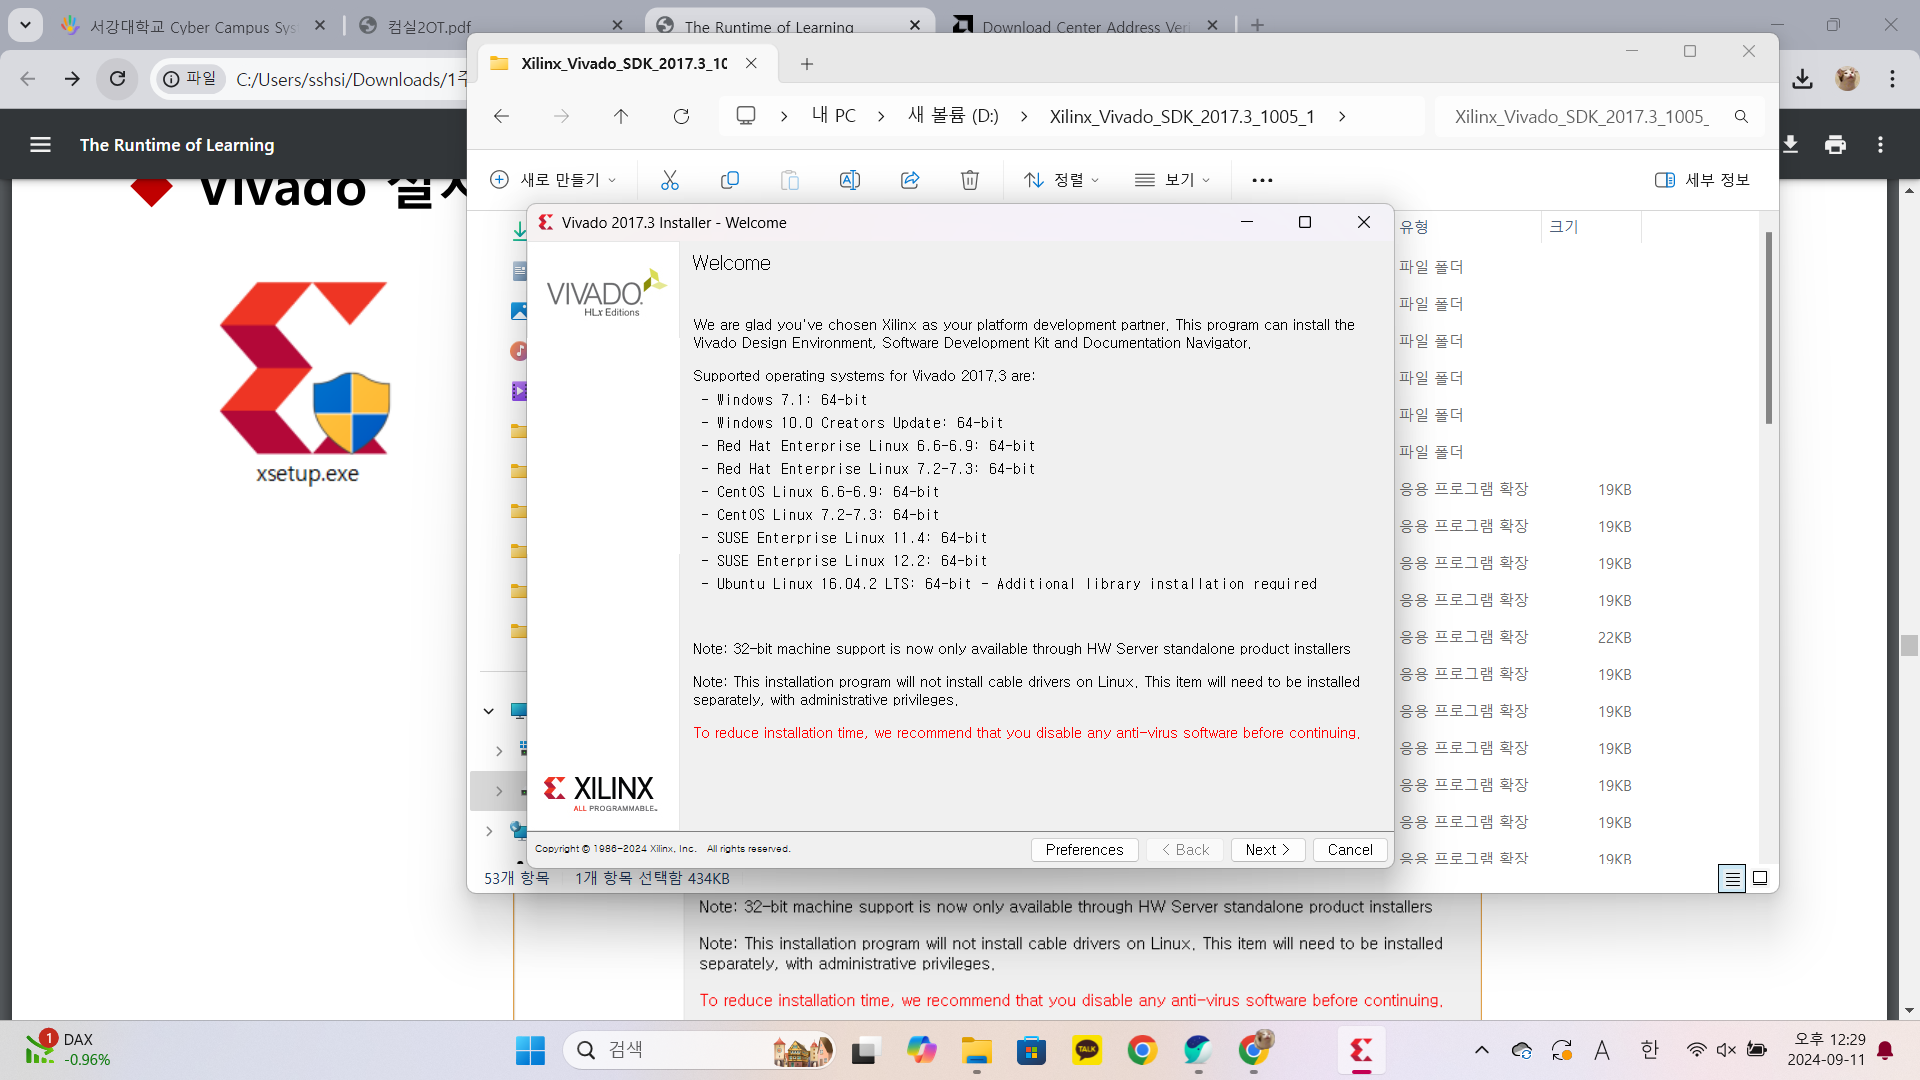 서강대학교 Cyber Campus Sys
컴실2OT.pdf
The Runtime of Learning
Download Center Address Veri
파일
C:/Users/sshsi/Downloads/1주
The Runtime of Learning
Vivado
xsetup.exe
Xilinx_Vivado_SDK_2017.3_10
내 PC
새 볼륨 (D:)
Xilinx_Vivado_SDK_2017.3_1005_1
Xilinx_Vivado_SDK_2017.3_1005_
새로 만들기
정렬
보기
세부 정보
유형
크기
파일 폴더
파일 폴더
파일 폴더
파일 폴더
파일 폴더
파일 폴더
응용 프로그램 확장 19KB
응용 프로그램 확장 19KB
응용 프로그램 확장 19KB
응용 프로그램 확장 19KB
응용 프로그램 확장 22KB
응용 프로그램 확장 19KB
응용 프로그램 확장 19KB
응용 프로그램 확장 19KB
응용 프로그램 확장 19KB
응용 프로그램 확장 19KB
응용 프로그램 확장 19KB
Vivado 2017.3 Installer - Welcome
VIVADO.
HLx Editions
Welcome
We are glad you've chosen Xilinx as your platform development partner. This program can install the
Vivado Design Environment, Software Development Kit and Documentation Navigator.
Supported operating systems for Vivado 2017.3 are:
- Windows 7.1: 64-bit
- Windows 10.0 Creators Update: 64-bit
- Red Hat Enterprise Linux 6.6-6.9: 64-bit
- Red Hat Enterprise Linux 7.2-7.3: 64-bit
- CentOS Linux 6.6-6.9: 64-bit
- CentOS Linux 7.2-7.3: 64-bit
- SUSE Enterprise Linux 11.4: 64-bit
- SUSE Enterprise Linux 12.2: 64-bit
- Ubuntu Linux 16.04.2 LTS: 64-bit - Additional library installation required
Note: 32-bit machine support is now only available through HW Server standalone product installers
Note: This installation program will not install cable drivers on Linux. This item will need to be installed
separately, with administrative privileges.
To reduce installation time, we recommend that you disable any anti-virus software before continuing.
XILINX
ALL PROGRAMMABLE.
Copyright © 1986-2024 Xilinx, Inc. All rights reserved.
Preferences
< Back
Next >
Cancel
53개 항목
1개 항목 선택함 434KB
Note: 32-bit machine support is now only available through HW Server standalone product installers
Note: This installation program will not install cable drivers on Linux. This item will need to be installed
separately, with administrative privileges.
To reduce installation time, we recommend that you disable any anti-virus software before continuing.
1
DAX
-0.96%
검색
TALK
A
한
오후 12:29
2024-09-11